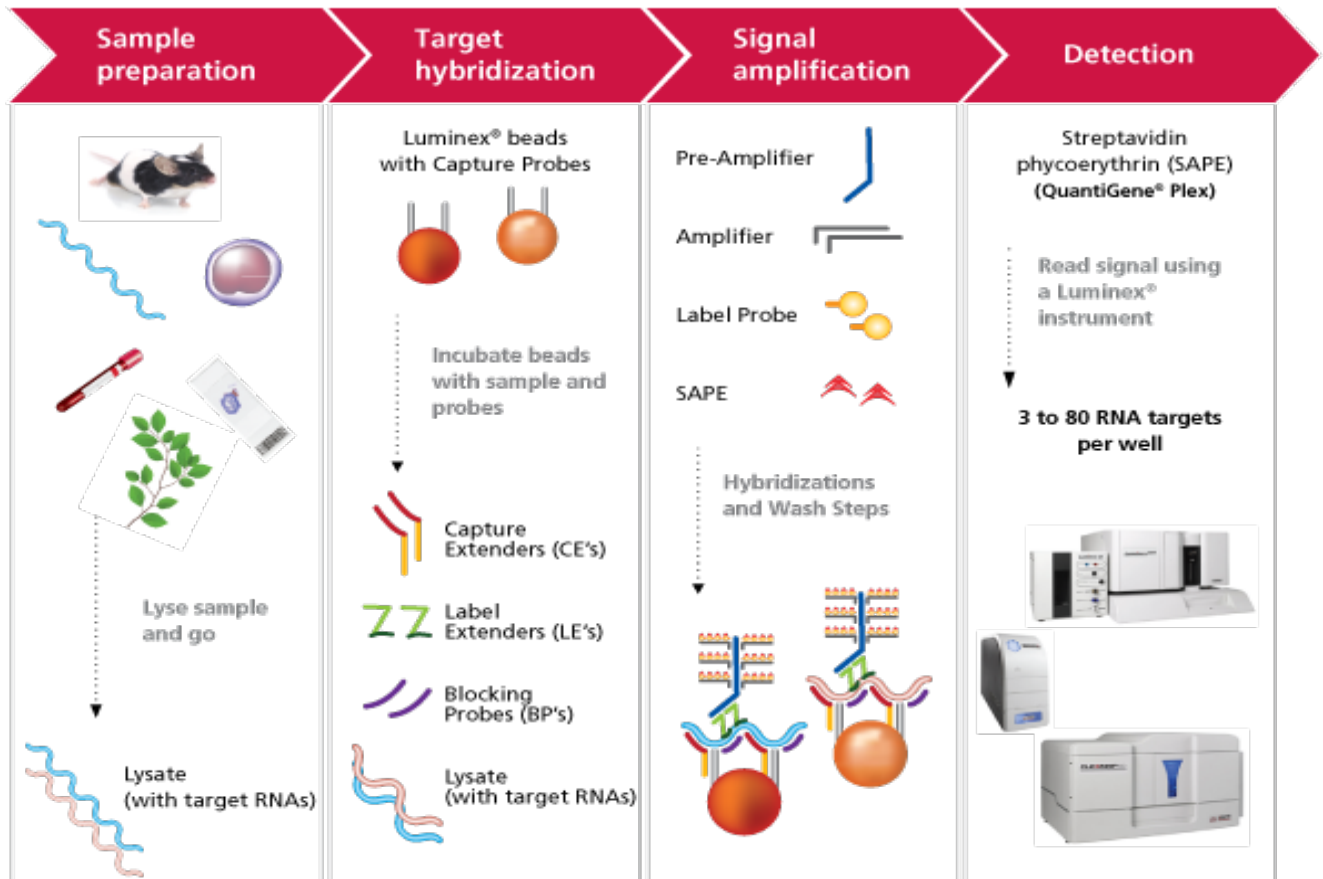 Sample
preparation
Target
hybridization
Signal
amplification
Detection
Lyse sample
and go
Lysate
(with target RNAs)
Luminex® beads
with Capture Probes
Incubate beads
with sample and
probes
Capture
Extenders (CE's)
Label
Extenders (LE's)
Blocking
Probes (BP's)
Lysate
(with target RNAs)
Pre-Amplifier
Amplifier
Label Probe
SAPE
Hybridizations
and Wash Steps
Streptavidin
phycoerythrin (SAPE)
(QuantiGene® Plex)
Read signal using
a Luminex®
instrument
3 to 80 RNA targets
per well